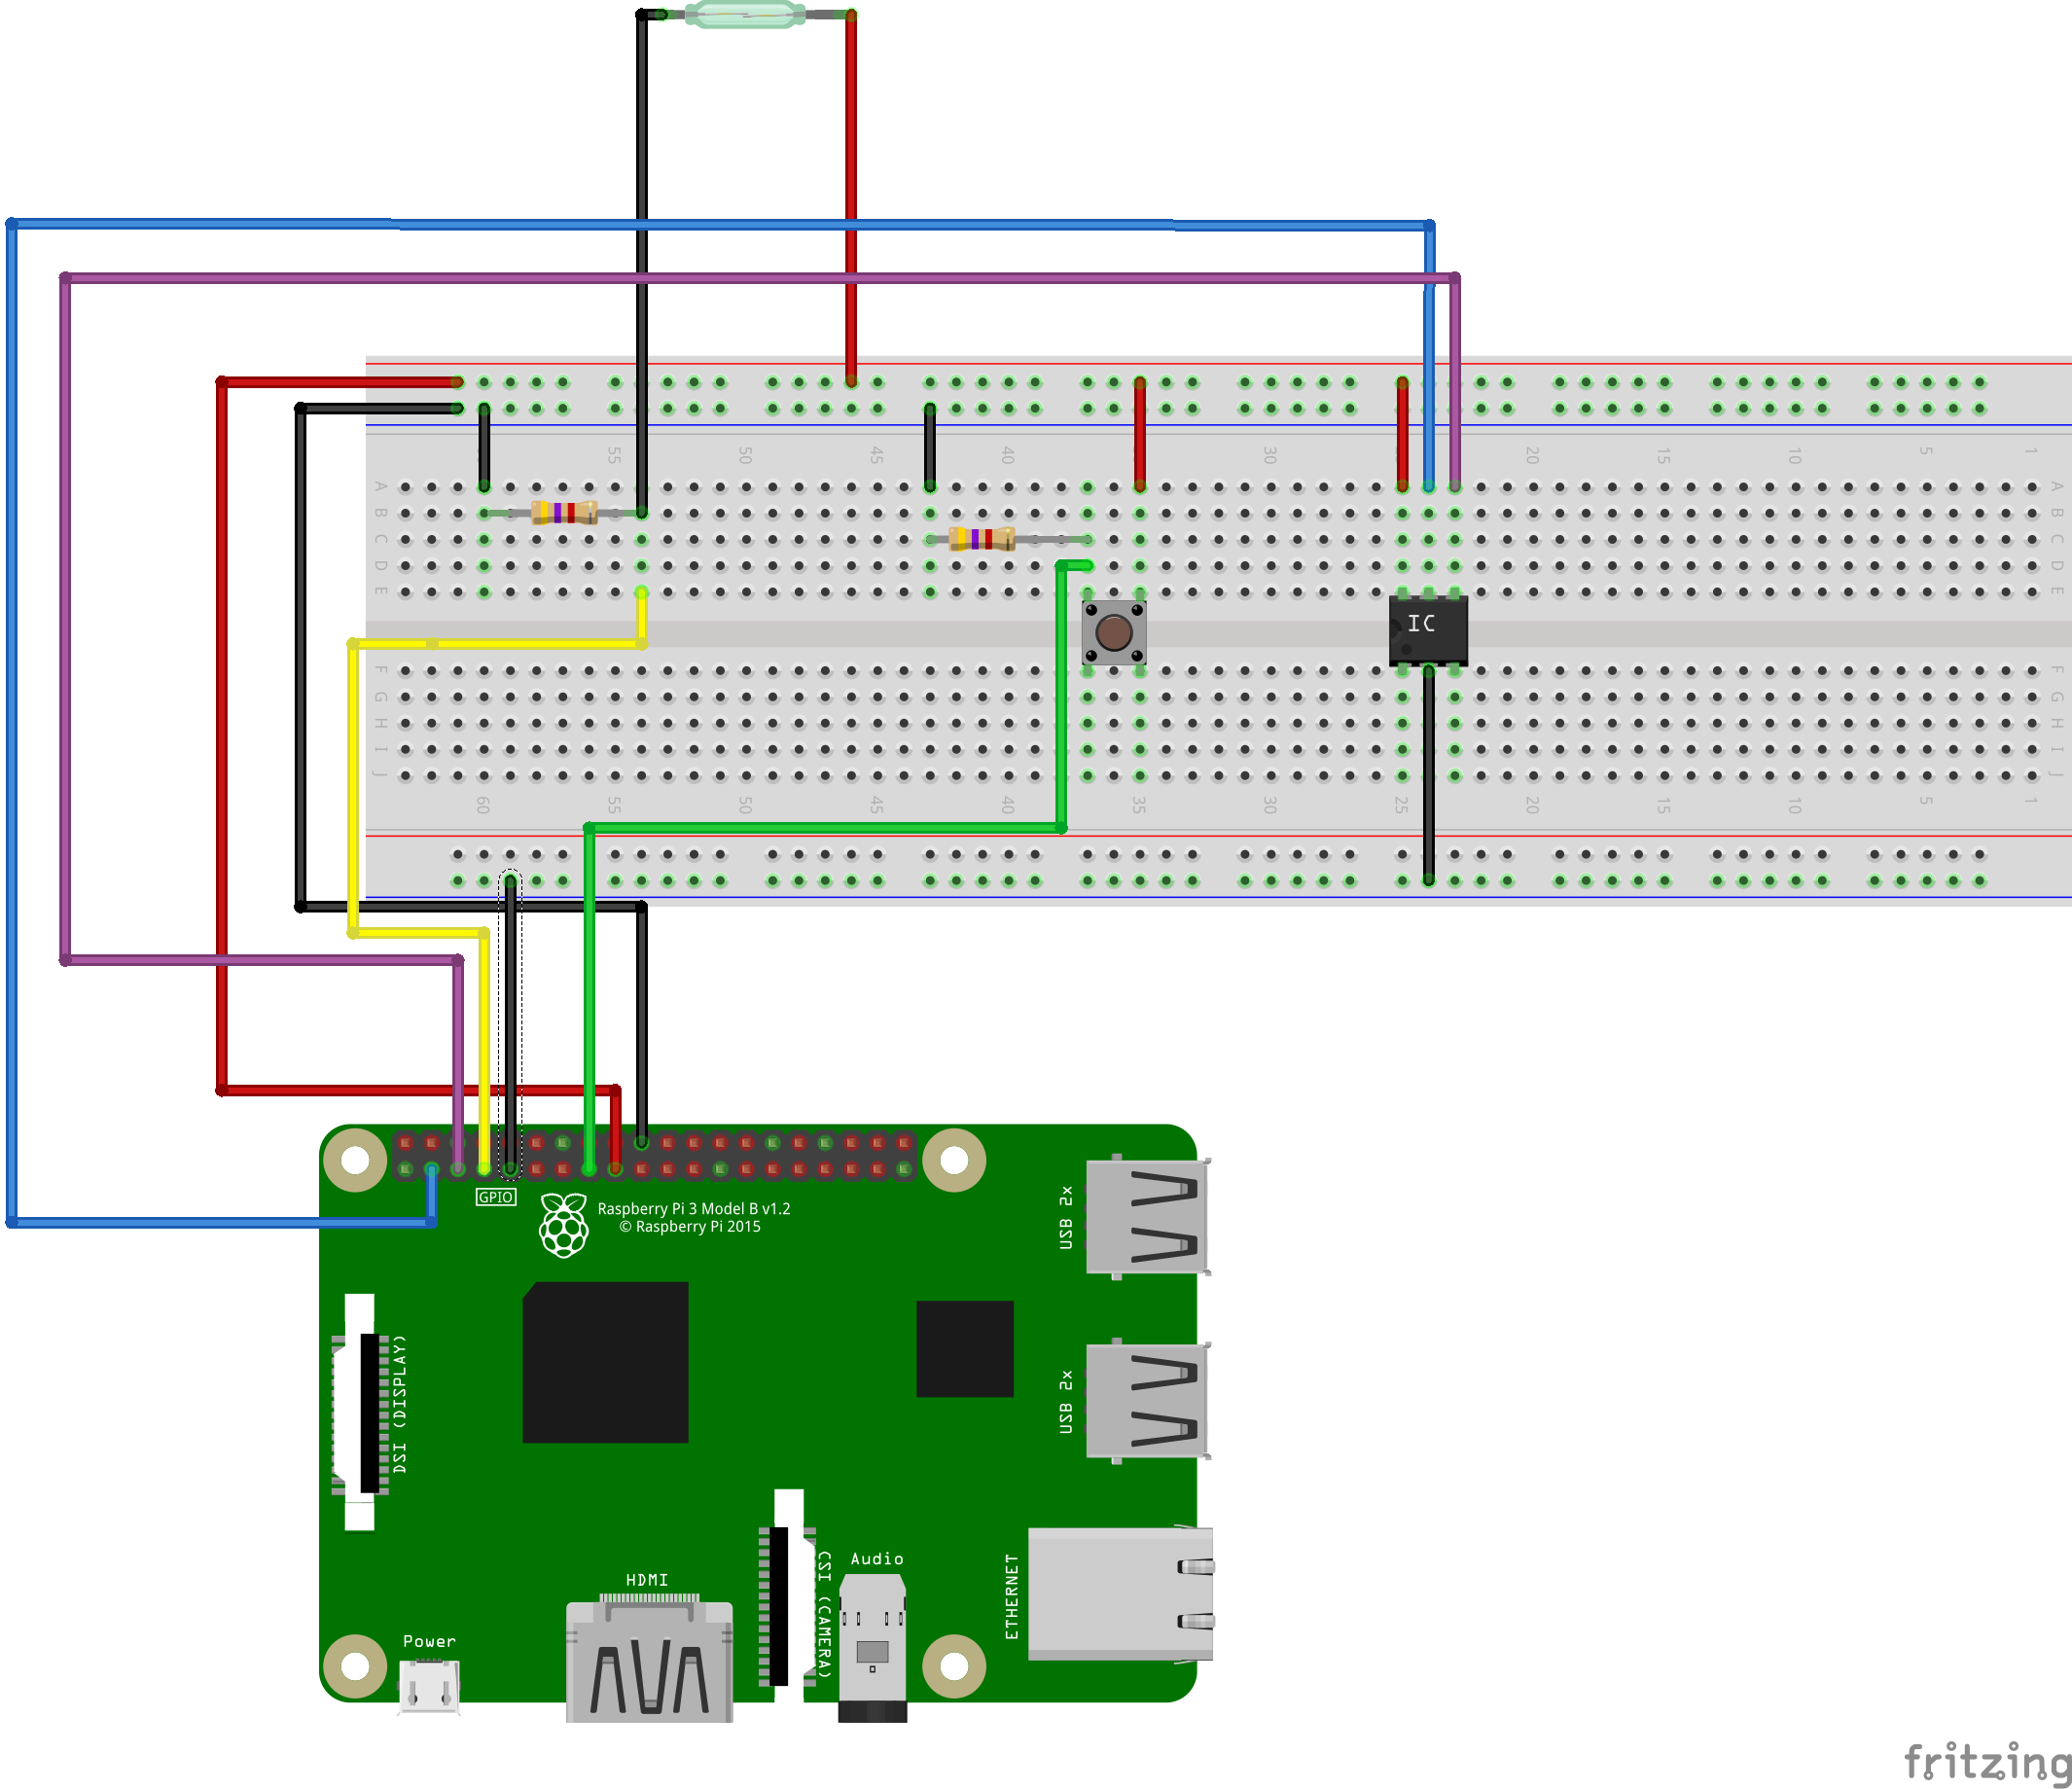 55 50 45 40 30 20 15 10 5 1
A A
B B
C C
D D
E E
IC
F F
G G
H H
I I
J J
60 55 50 45 40 35 30 25 20 15 10 5 1
GPIO
Raspberry Pi 3 Model B v1.2
© Raspberry Pi 2015
USB 2x
DSI (DISPLAY)
USB 2x
CSI (CAMERA)
Audio
ETHERNET
HDMI
Power
fritzing